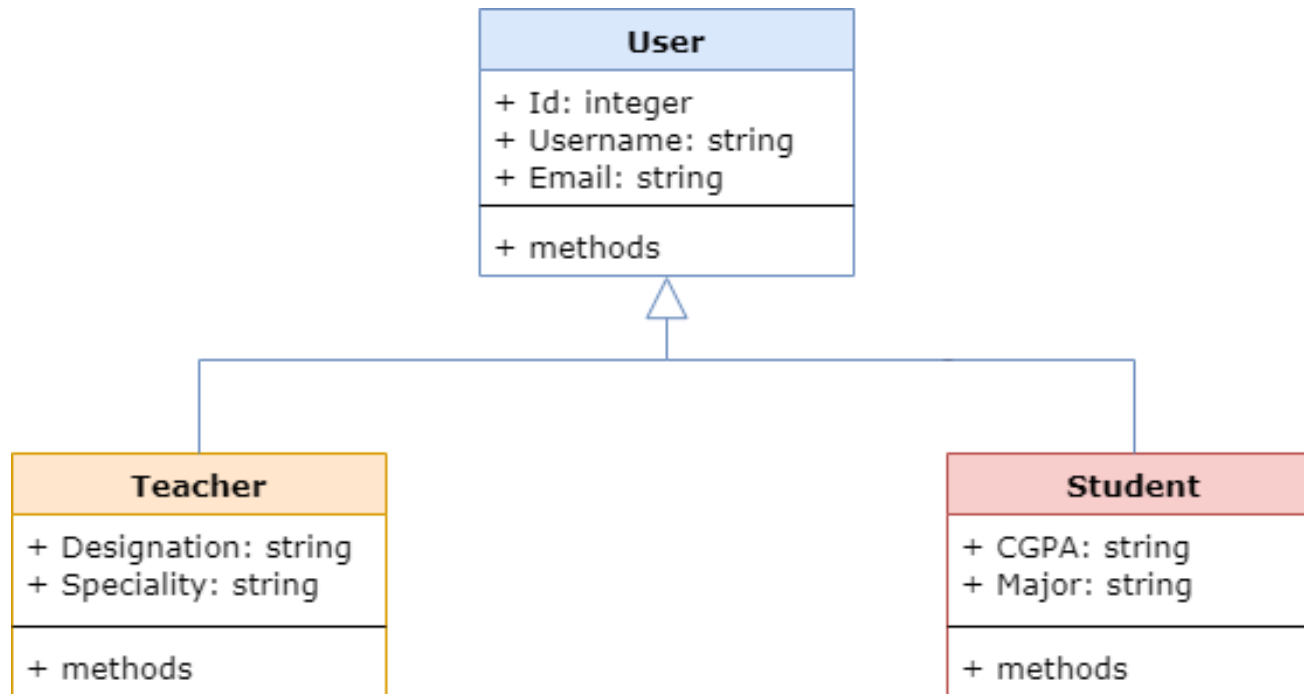 User
+ Id: integer
+ Username: string
+ Email: string
+ methods
Teacher
+ Designation: string
+ Speciality: string
+ methods
Student
+ CGPA: string
+ Major: string
+ methods